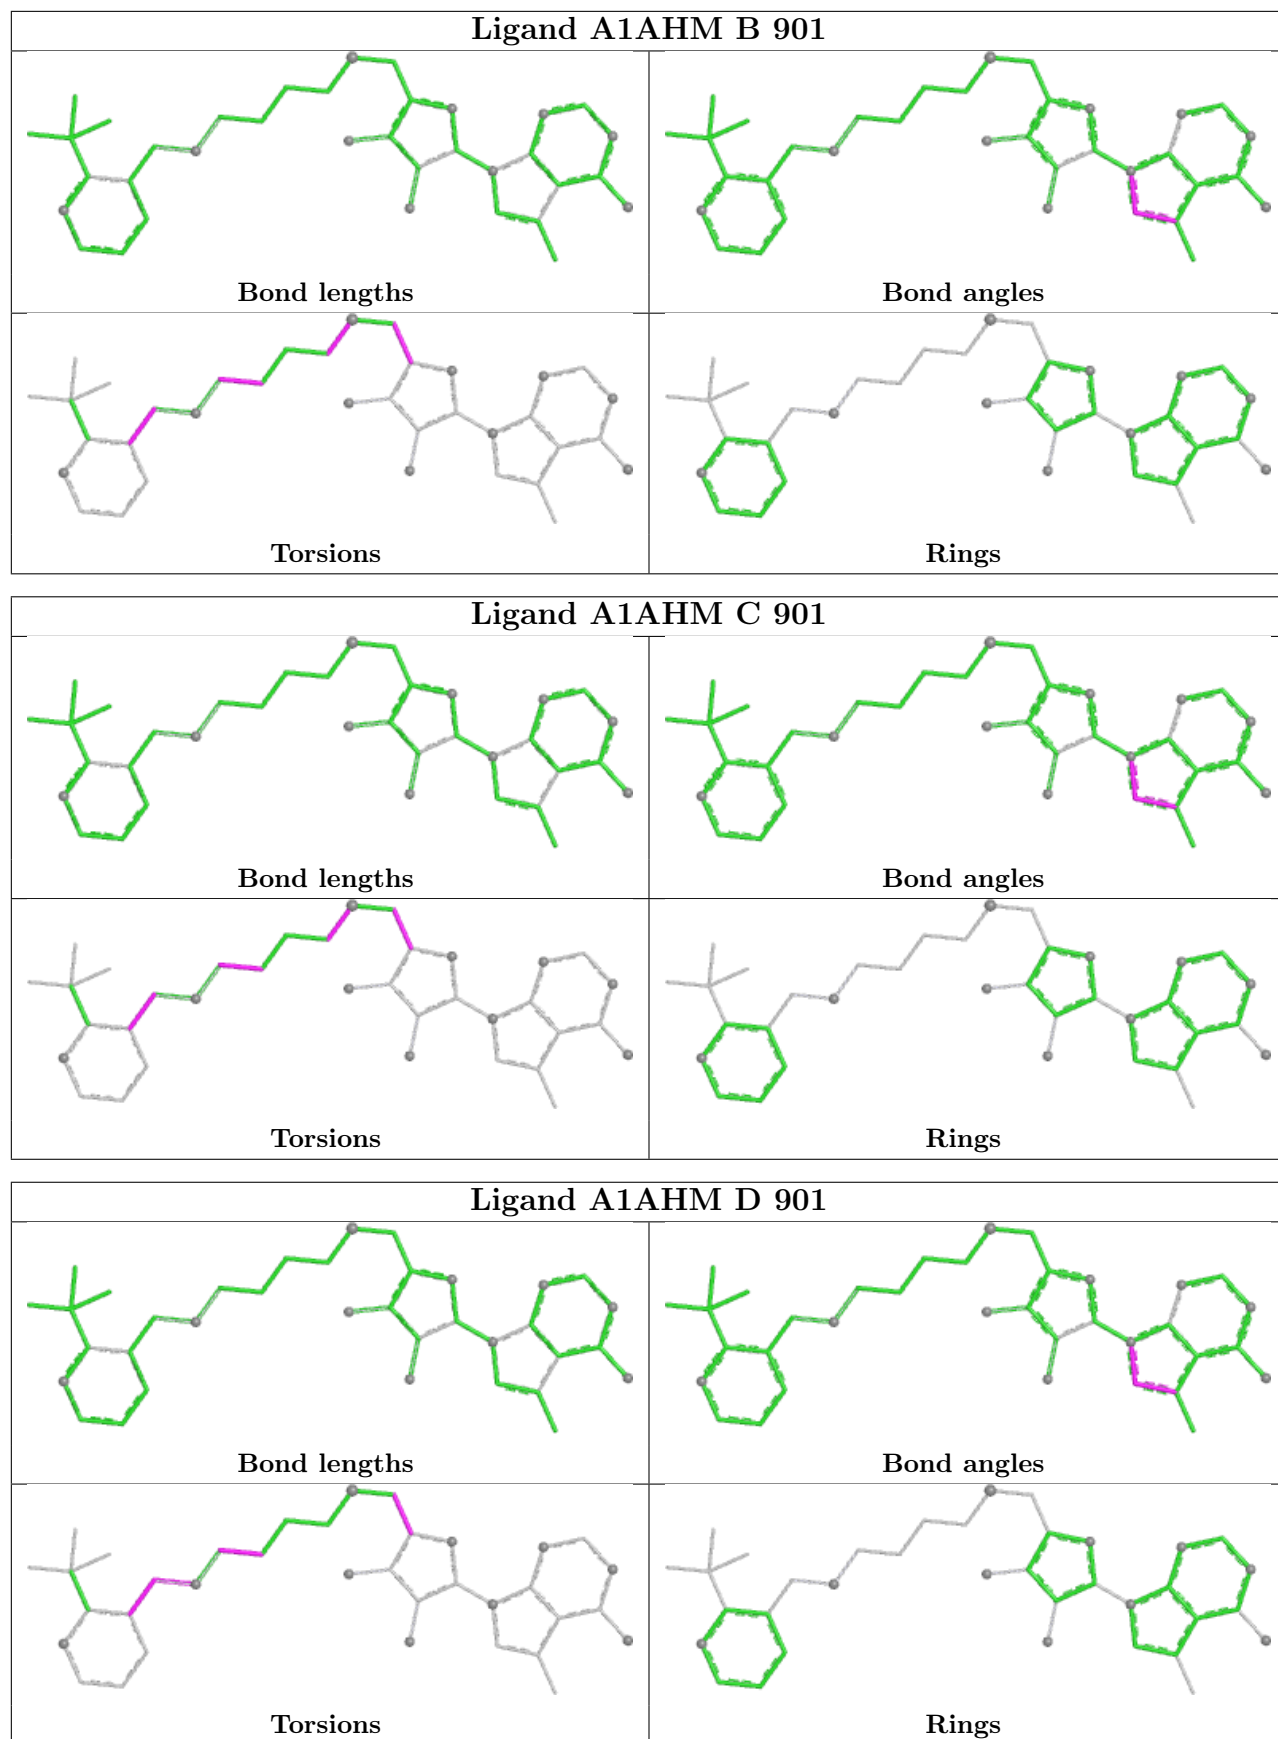 Ligand A1AHM B 901
Bond lengths
Bond angles
Torsions
Rings
Ligand A1AHM C 901
Bond lengths
Bond angles
Torsions
Rings
Ligand A1AHM D 901
Bond lengths
Bond angles
Torsions
Rings